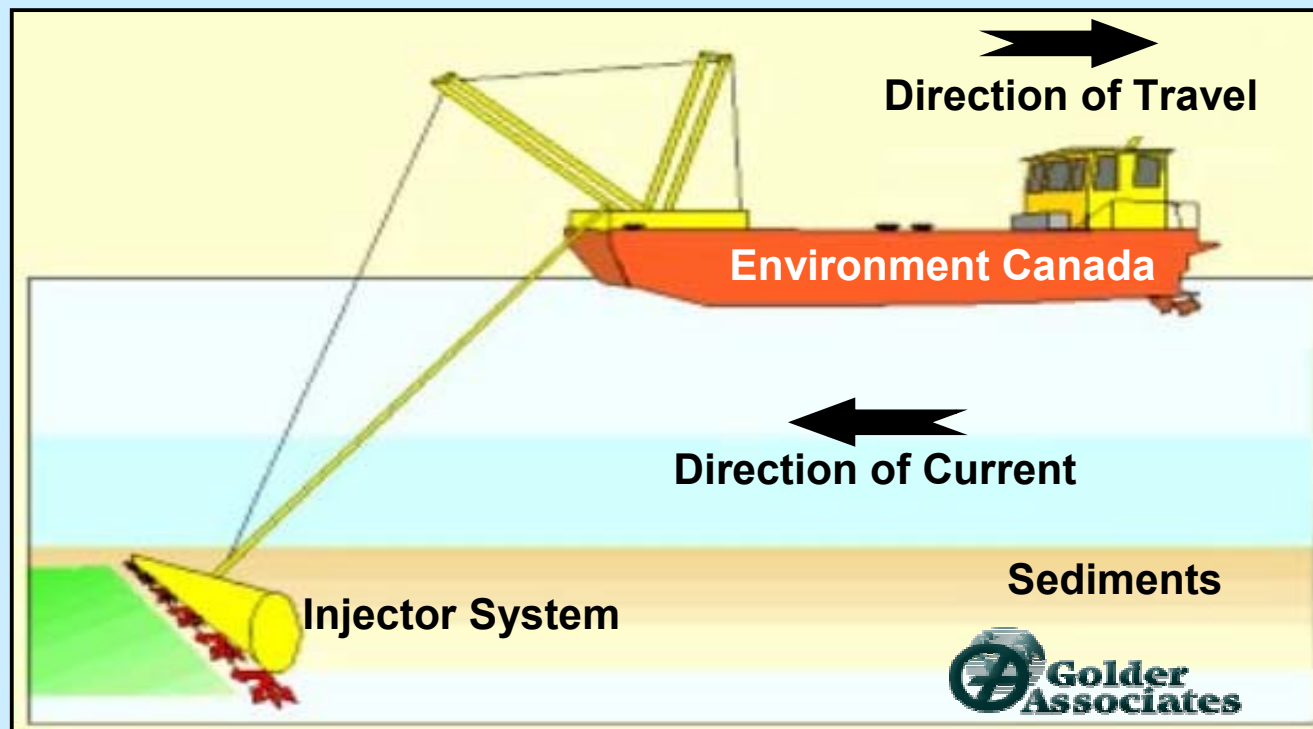 Direction of Travel
Environment Canada
Direction of Current
Sediments
Injector System
Golder
Associates